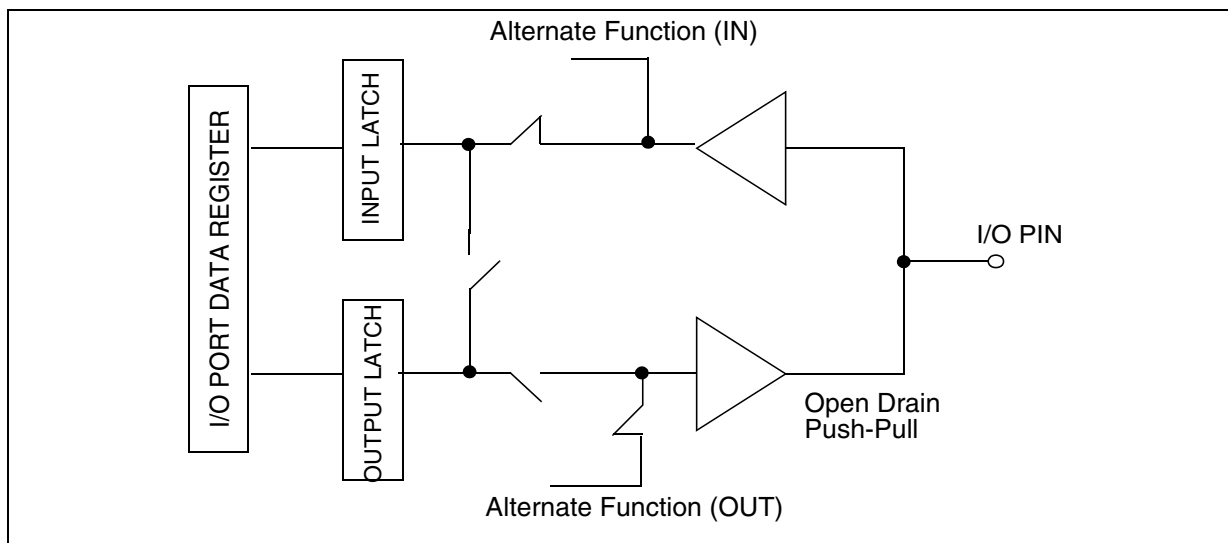 Alternate Function (IN)
I/O PORT DATA REGISTER
INPUT LATCH
I/O PIN
OUTPUT LATCH
Open Drain
Push-Pull
Alternate Function (OUT)